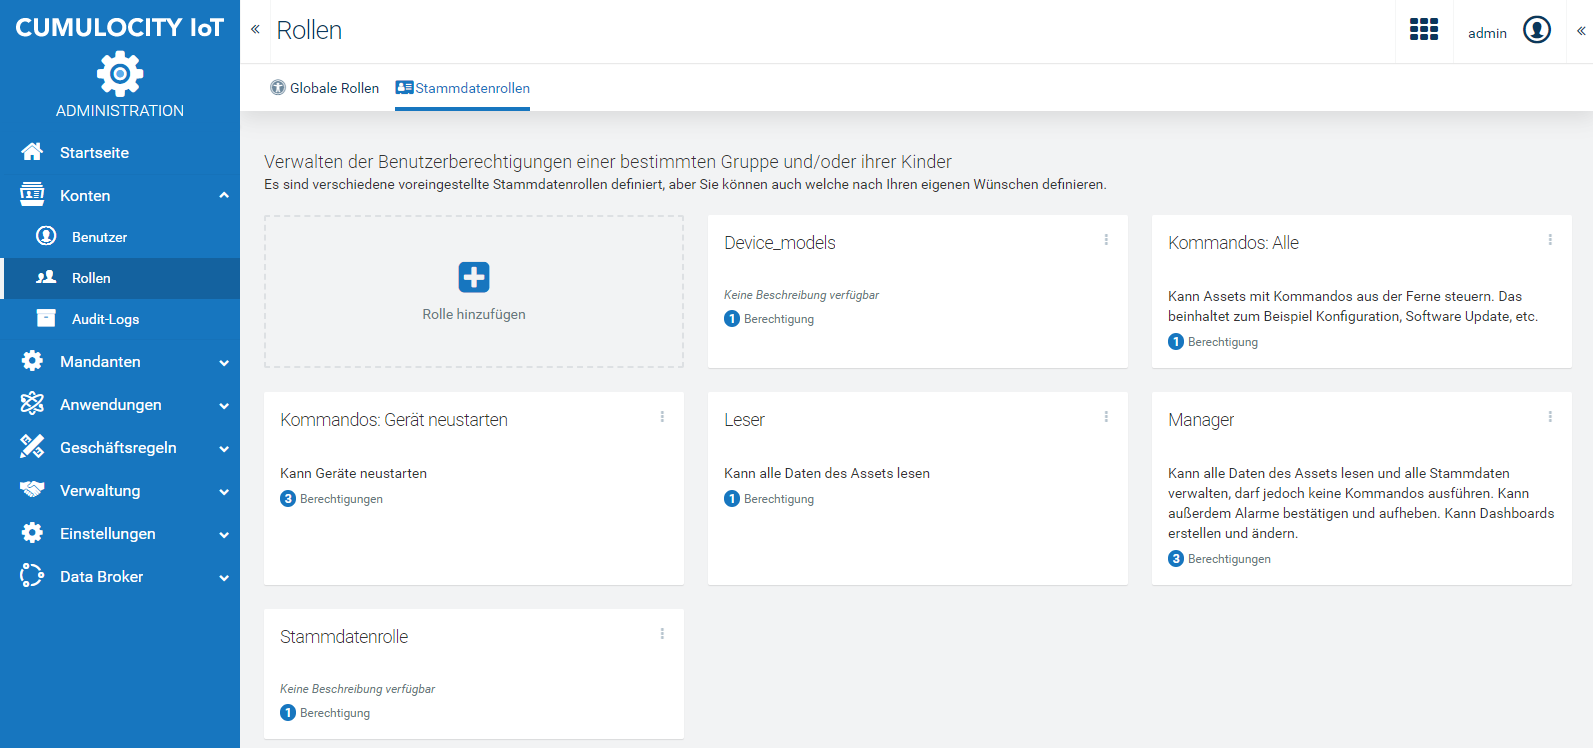 CUMULOCITY IoT
ADMINISTRATION
Startseite
Konten
Benutzer
Rollen
Audit-Logs
Mandanten
Anwendungen
Geschäftsregeln
Verwaltung
Einstellungen
Data Broker
Rollen
admin
Globale Rollen
Stammdatenrollen
Verwalten der Benutzerberechtigungen einer bestimmten Gruppe und/oder ihrer Kinder
Es sind verschiedene voreingestellte Stammdatenrollen definiert, aber Sie können auch welche nach Ihren eigenen Wünschen definieren.
Rolle hinzufügen
Device_models
Keine Beschreibung verfügbar
1 Berechtigung
Kommandos: Alle
Kann Assets mit Kommandos aus der Ferne steuern. Das
beinhaltet zum Beispiel Konfiguration, Software Update, etc.
1 Berechtigung
Kommandos: Gerät neustarten
Kann Geräte neustarten
3 Berechtigungen
Leser
Kann alle Daten des Assets lesen
1 Berechtigung
Manager
Kann alle Daten des Assets lesen und alle Stammdaten
verwalten, darf jedoch keine Kommandos ausführen. Kann
außerdem Alarme bestätigen und aufheben. Kann Dashboards
erstellen und ändern.
3 Berechtigungen
Stammdatenrolle
Keine Beschreibung verfügbar
1 Berechtigung